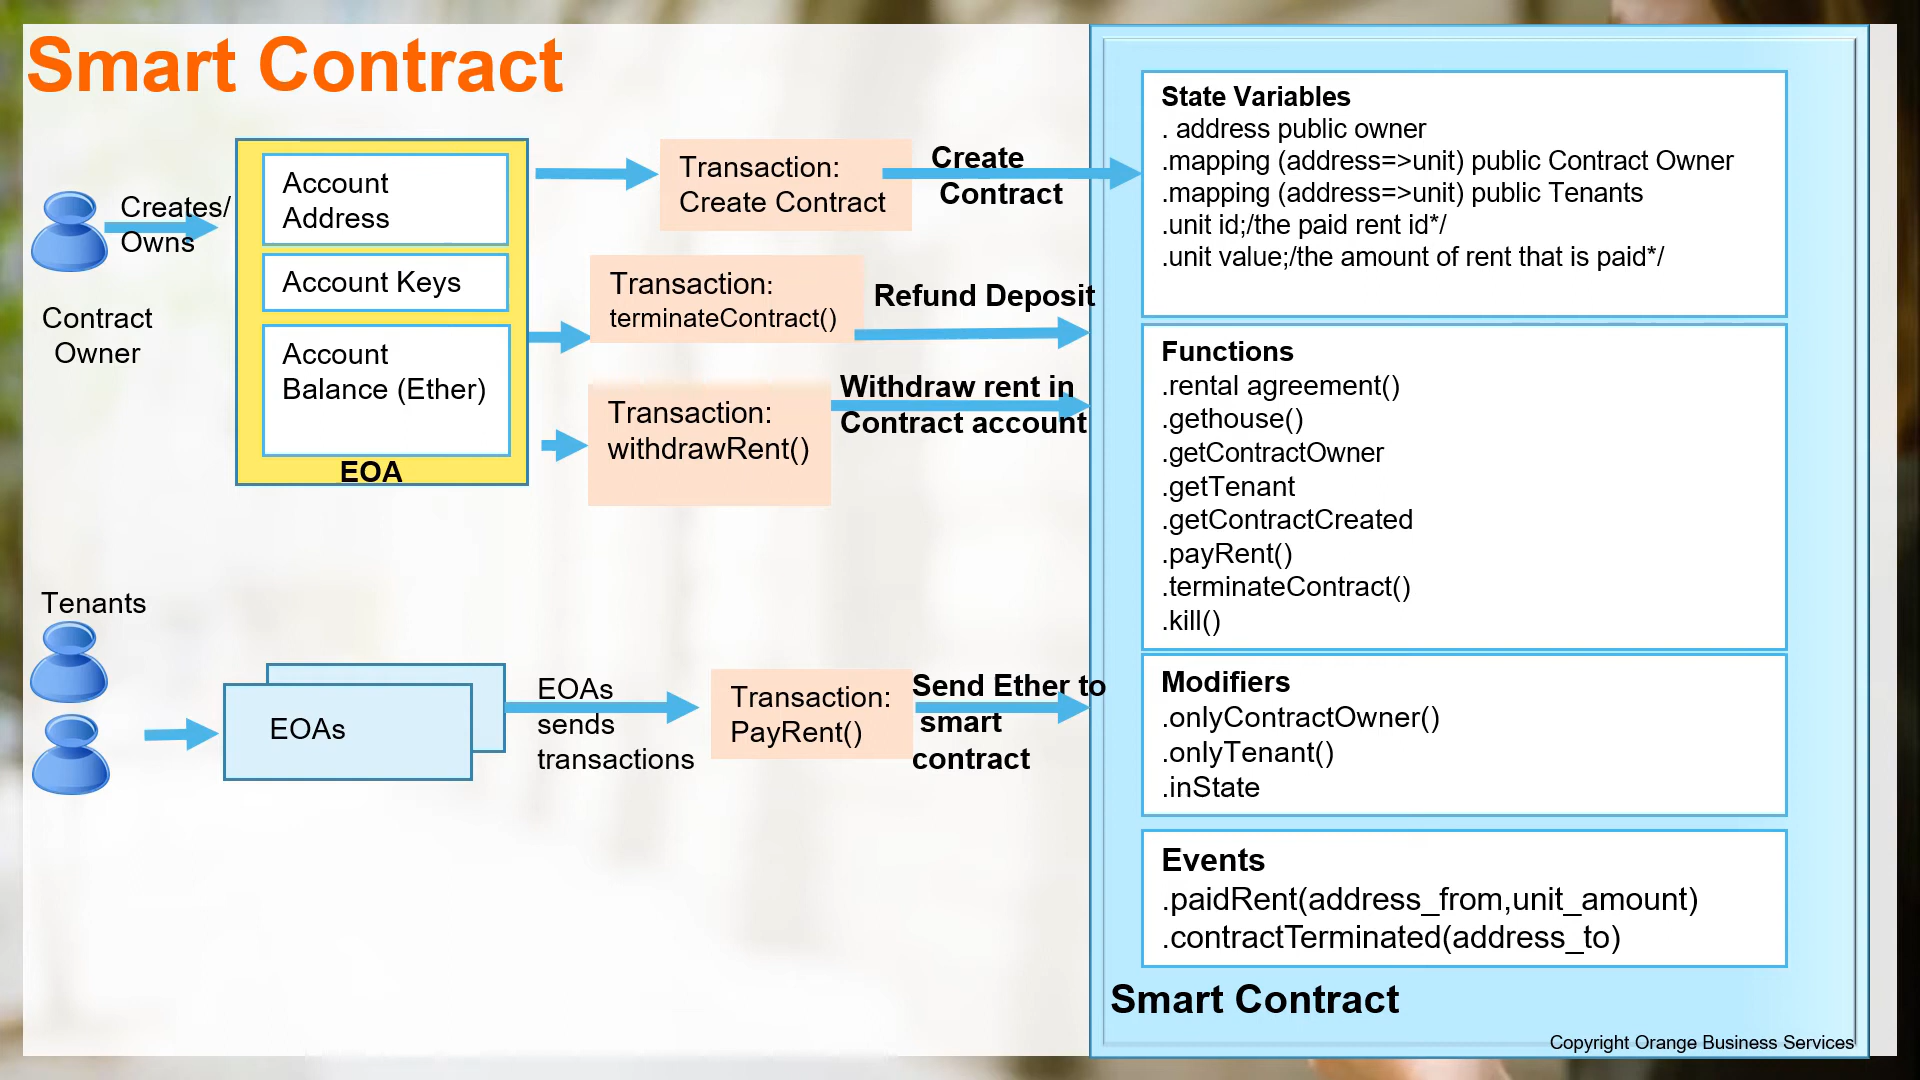 Smart Contract
Creates/
Owns
Contract
Owner
Account
Address
Account Keys
Account
Balance (Ether)
EOA
Transaction:
Create Contract
Create
Contract
Transaction:
terminateContract()
Refund Deposit
Transaction:
withdrawRent()
Withdraw rent in
Contract account
Tenants
EOAs
EOAs
sends
transactions
Transaction:
PayRent()
Send Ether to
smart
contract
State Variables
. address public owner
.mapping (address=>unit) public Contract Owner
.mapping (address=>unit) public Tenants
.unit id;/the paid rent id*/
.unit value;/the amount of rent that is paid*/
Functions
.rental agreement()
.gethouse()
.getContractOwner
.getTenant
.getContractCreated
.payRent()
.terminateContract()
.kill()
Modifiers
.onlyContractOwner()
.onlyTenant()
.inState
Events
.paidRent(address_from,unit_amount)
.contractTerminated(address_to)
Smart Contract
Copyright Orange Business Services